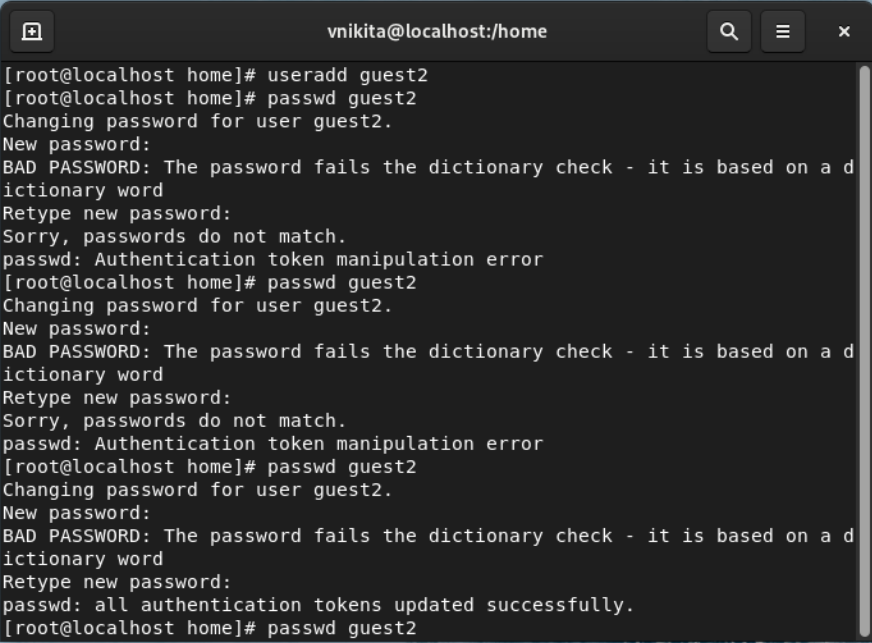 vnikita@localhost:/home
[root@localhost home]# useradd guest2
[root@localhost home]# passwd guest2
Changing password for user guest2.
New password:
BAD PASSWORD: The password fails the dictionary check - it is based on a d
ictionary word
Retype new password:
Sorry, passwords do not match.
passwd: Authentication token manipulation error
[root@localhost home]# passwd guest2
Changing password for user guest2.
New password:
BAD PASSWORD: The password fails the dictionary check - it is based on a d
ictionary word
Retype new password:
Sorry, passwords do not match.
passwd: Authentication token manipulation error
[root@localhost home]# passwd guest2
Changing password for user guest2.
New password:
BAD PASSWORD: The password fails the dictionary check - it is based on a d
ictionary word
Retype new password:
passwd: all authentication tokens updated successfully.
[root@localhost home]# passwd guest2